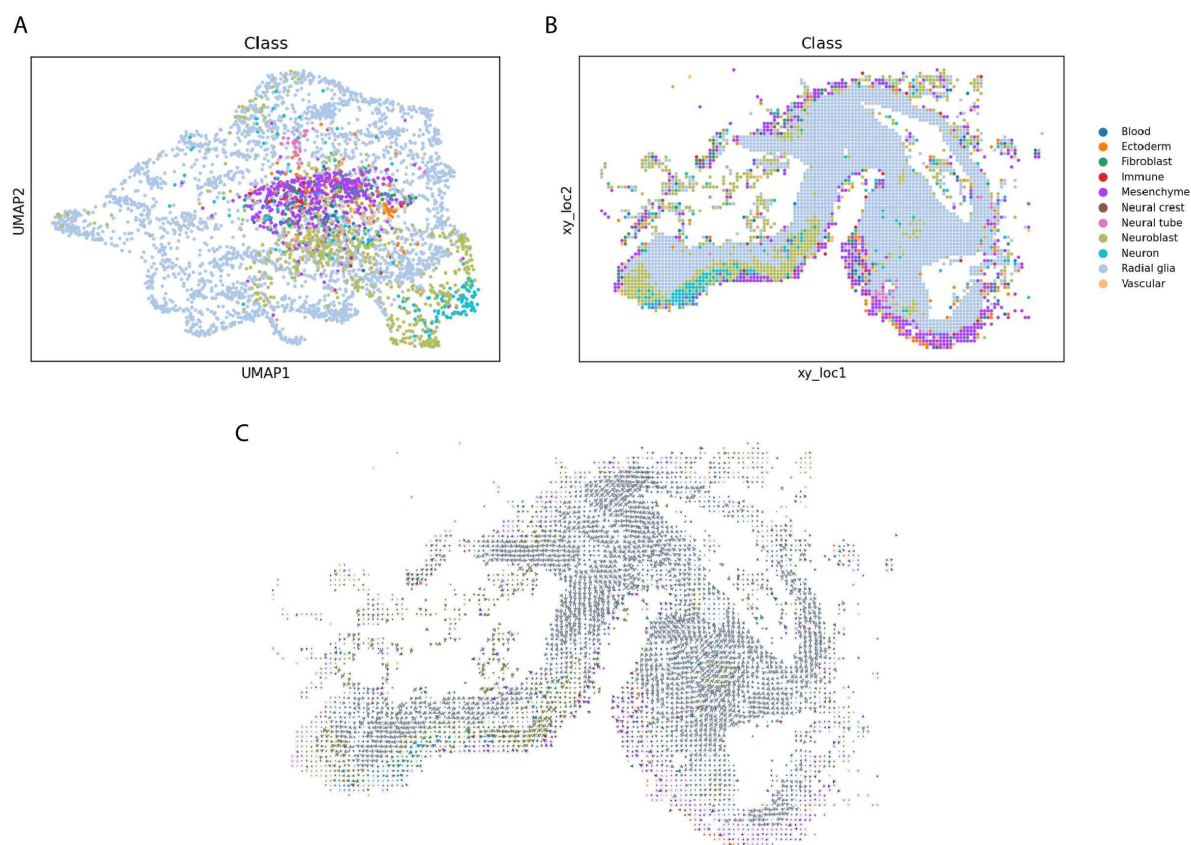 A
Class
UMAP2
UMAP1
B
Class
xy_loc2
xy_loc1
Blood
Ectoderm
Fibroblast
Immune
Mesenchyme
Neural crest
Neural tube
Neuroblast
Neuron
Radial glia
Vascular
C